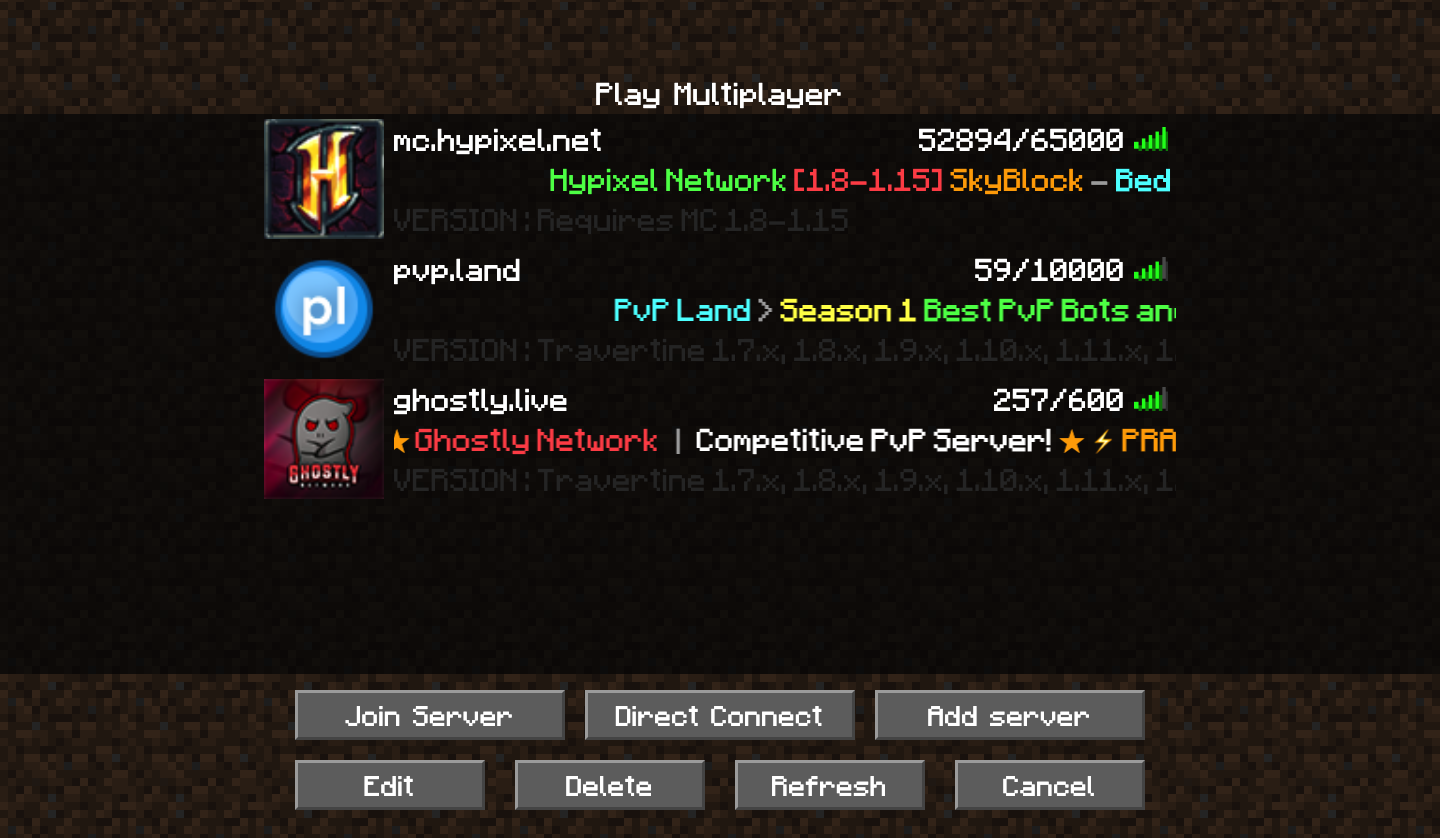 Play Multiplayer
mc.hypixel.net 52894/65000
Hypixel Network [1.8-1.15] SkyBlock - Bed
VERSION: Requires MC 1.8-1.15
pl
pvp.land 59/10000
PvP Land > Season 1 Best PvP Bots an
VERSION: Travertine 1.7.x, 1.8.x, 1.9.x, 1.10.x, 1.11.x, 1.
GHOSTLY
NETWORK
ghostly.live 257/600
★ Ghostly Network | Competitive PvP Server! ★ ⚡ PRA
VERSION: Travertine 1.7.x, 1.8.x, 1.9.x, 1.10.x, 1.11.x, 1.
Join Server Direct Connect Add server
Edit Delete Refresh Cancel